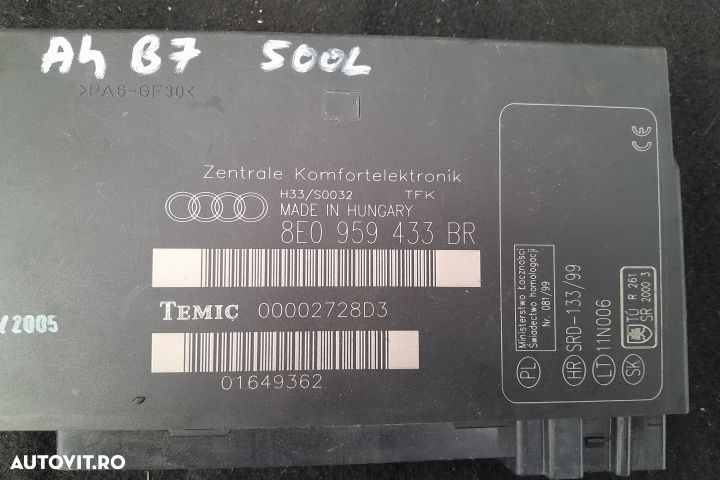 A4 B7 500L
>PA6-GF30<
Zentrale Komfortelektronik
H33/S0032 TFK
MADE IN HUNGARY
8E0 959 433 BR
TEMIC 00002728D3
01649362
/2005
CE
PL
Ministerstwo Łączności
Świadectwo homologacji
Nr. 081/99
HR SRD-133/99
LT 11N006
SK
TÚ R 261
SR 2000 3
AUTOVIT.RO